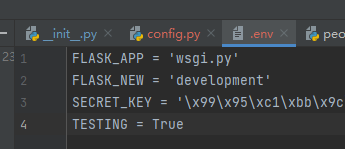 __init__.py config.py .env
23
1 FLASK_APP = 'wsgi.py'
2 FLASK_NEW = 'development'
3 SECRET_KEY = '\x99\x95\xc1\xbb\x9c
4 TESTING = True